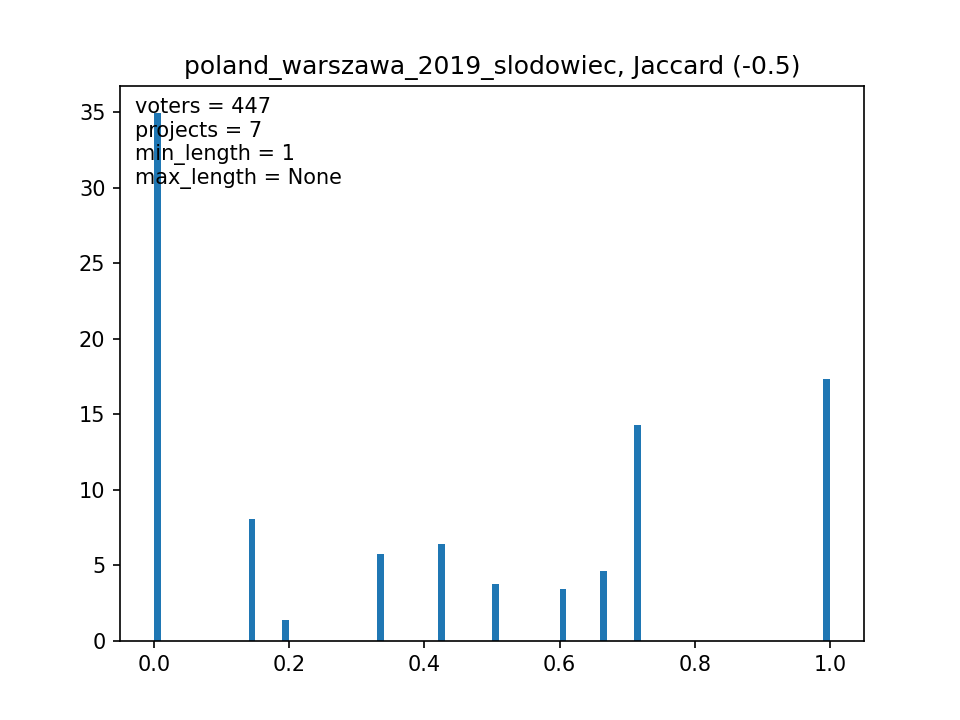 poland_warszawa_2019_slodowiec, Jaccard (-0.5)
voters = 447
projects = 7
min_length = 1
max_length = None
35
30
25
20
15
10
5
0
0.0 0.2 0.4 0.6 0.8 1.0